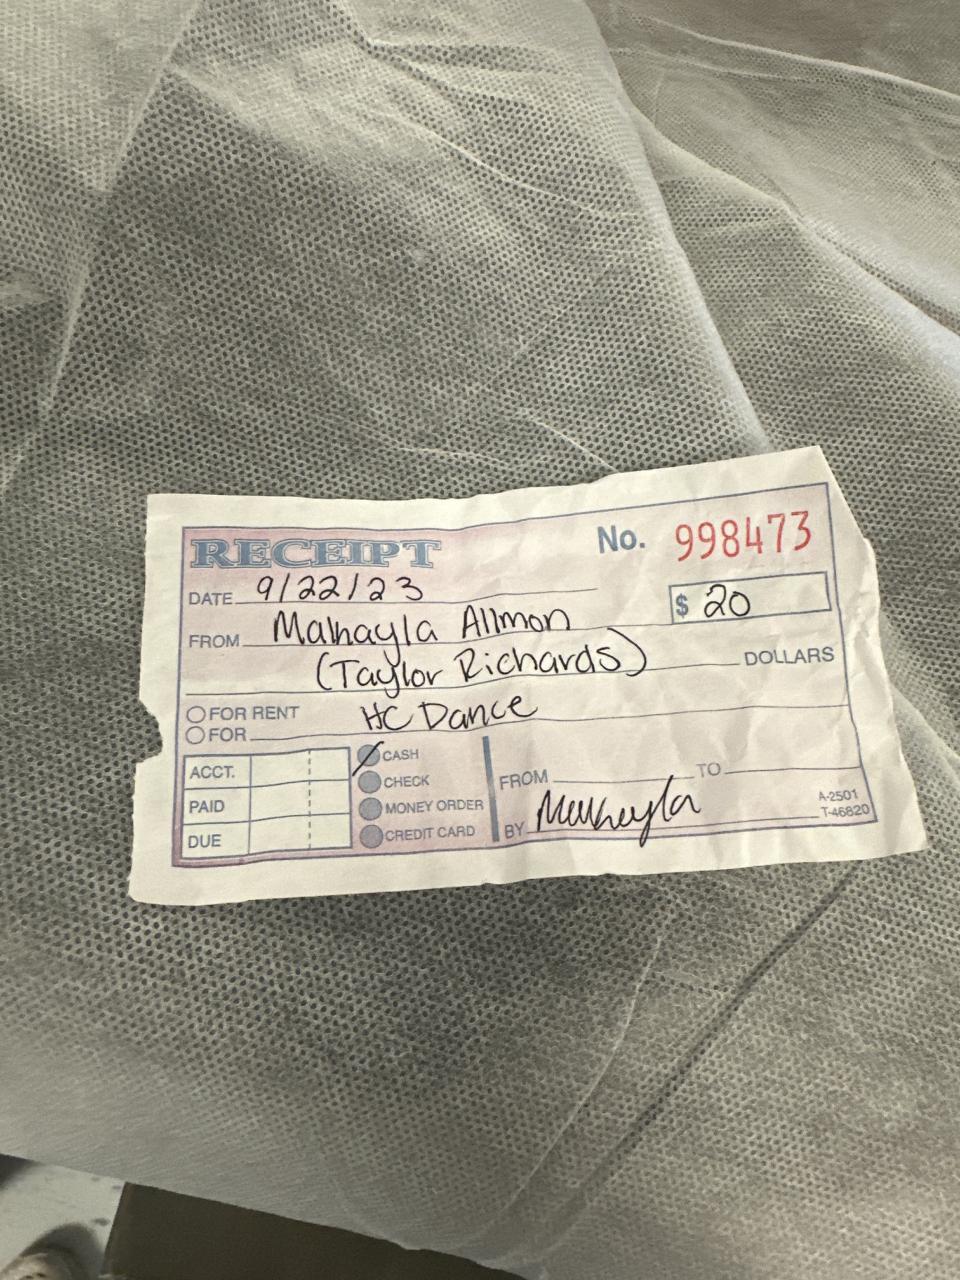 RECEIPT No. 998473
DATE 9/22/23 $ 20
FROM Malhayla Allmon
(Taylor Richards) DOLLARS
FOR RENT HC Dance
FOR
ACCT. CASH
CHECK FROM TO
PAID MONEY ORDER A-2501
DUE CREDIT CARD BY T-46820